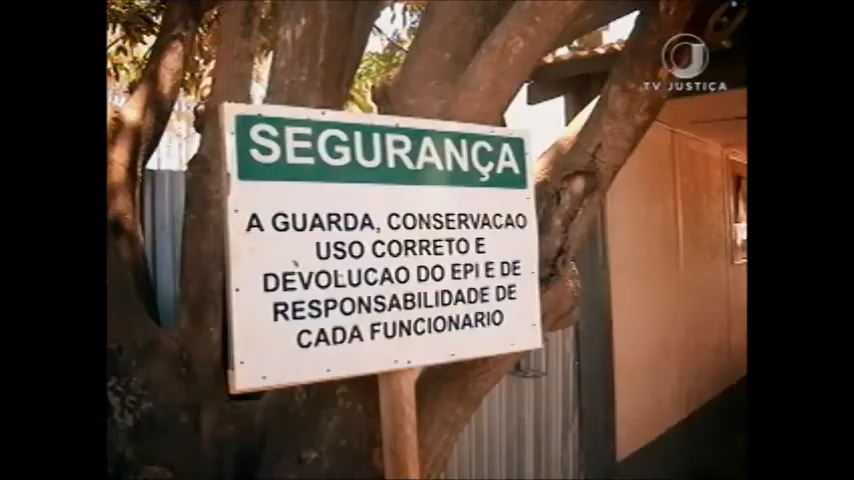 TV JUSTIÇA
SEGURANÇA
A GUARDA, CONSERVACAO
USO CORRETO E
DEVOLUCAO DO EPI E DE
RESPONSABILIDADE DE
CADA FUNCIONARIO